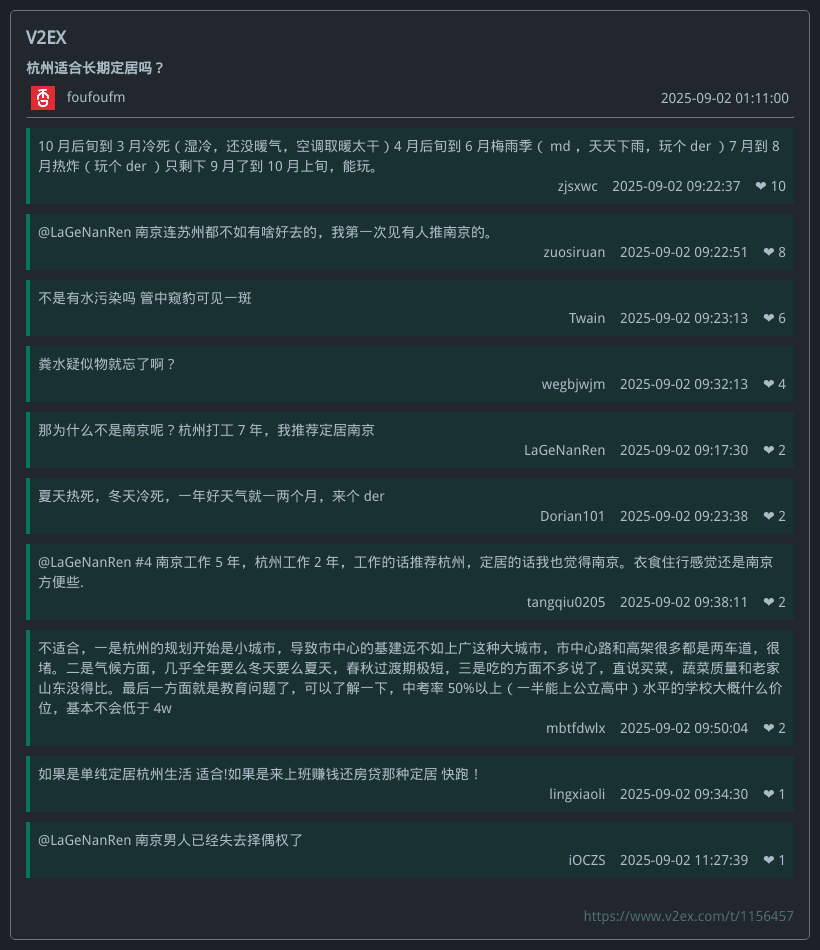 V2EX
杭州适合长期定居吗？
foufoufm 2025-09-02 01:11:00
10 月后旬到 3 月冷死（湿冷，还没暖气，空调取暖太干）4 月后旬到 6 月梅雨季（ md ，天天下雨，玩个 der ）7 月到 8
月热炸（玩个 der ）只剩下 9 月了到 10 月上旬，能玩。
zjsxwc 2025-09-02 09:22:37 ❤ 10
@LaGeNanRen 南京连苏州都不如有啥好去的，我第一次见有人推南京的。
zuosiruan 2025-09-02 09:22:51 ❤ 8
不是有水污染吗 管中窥豹可见一斑
Twain 2025-09-02 09:23:13 ❤ 6
粪水疑似物就忘了啊？
wegbjwjm 2025-09-02 09:32:13 ❤ 4
那为什么不是南京呢？杭州打工 7 年，我推荐定居南京
LaGeNanRen 2025-09-02 09:17:30 ❤ 2
夏天热死，冬天冷死，一年好天气就一两个月，来个 der
Dorian101 2025-09-02 09:23:38 ❤ 2
@LaGeNanRen #4 南京工作 5 年，杭州工作 2 年，工作的话推荐杭州，定居的话我也觉得南京。衣食住行感觉还是南京
方便些.
tangqiu0205 2025-09-02 09:38:11 ❤ 2
不适合，一是杭州的规划开始是小城市，导致市中心的基建远不如上广这种大城市，市中心路和高架很多都是两车道，很
堵。二是气候方面，几乎全年要么冬天要么夏天，春秋过渡期极短，三是吃的方面不多说了，直说买菜，蔬菜质量和老家
山东没得比。最后一方面就是教育问题了，可以了解一下，中考率 50%以上（一半能上公立高中）水平的学校大概什么价
位，基本不会低于 4w
mbtfdwlx 2025-09-02 09:50:04 ❤ 2
如果是单纯定居杭州生活 适合!如果是来上班赚钱还房贷那种定居 快跑！
lingxiaoli 2025-09-02 09:34:30 ❤ 1
@LaGeNanRen 南京男人已经失去择偶权了
iOCZS 2025-09-02 11:27:39 ❤ 1
https://www.v2ex.com/t/1156457